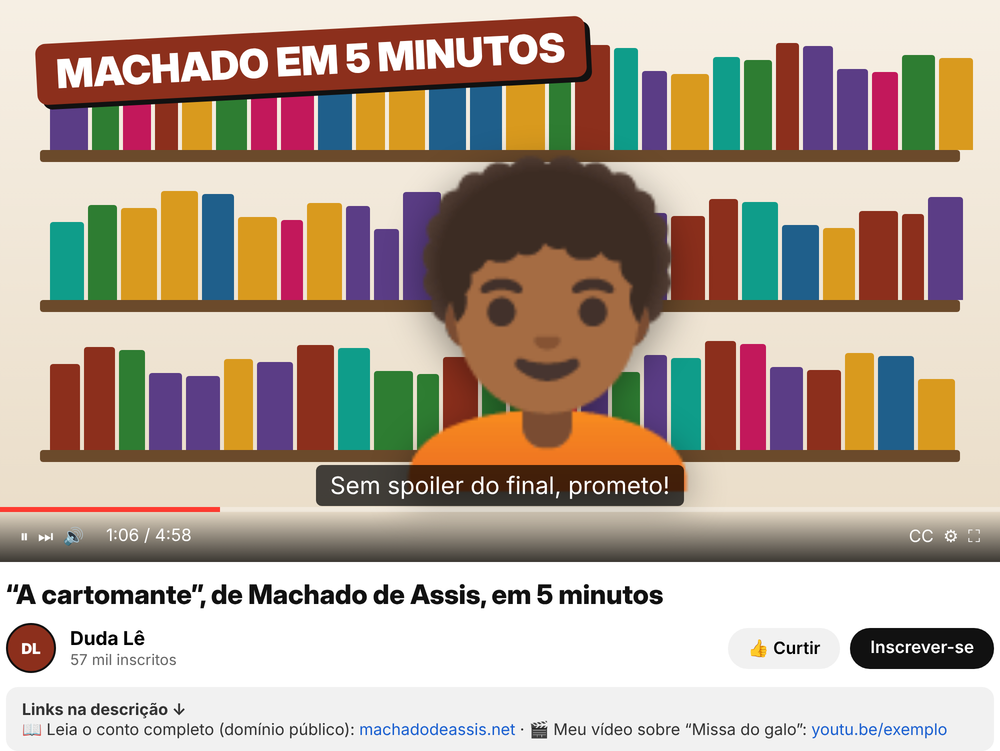 MACHADO EM 5 MINUTOS
Sem spoiler do final, prometo!
1:06 / 4:58
CC
“A cartomante”, de Machado de Assis, em 5 minutos
DL
Duda Lê
57 mil inscritos
👍 Curtir
Inscrever-se
Links na descrição ↓
📖 Leia o conto completo (domínio público): machadodeassis.net · 🎬 Meu vídeo sobre “Missa do galo”: youtu.be/exemplo